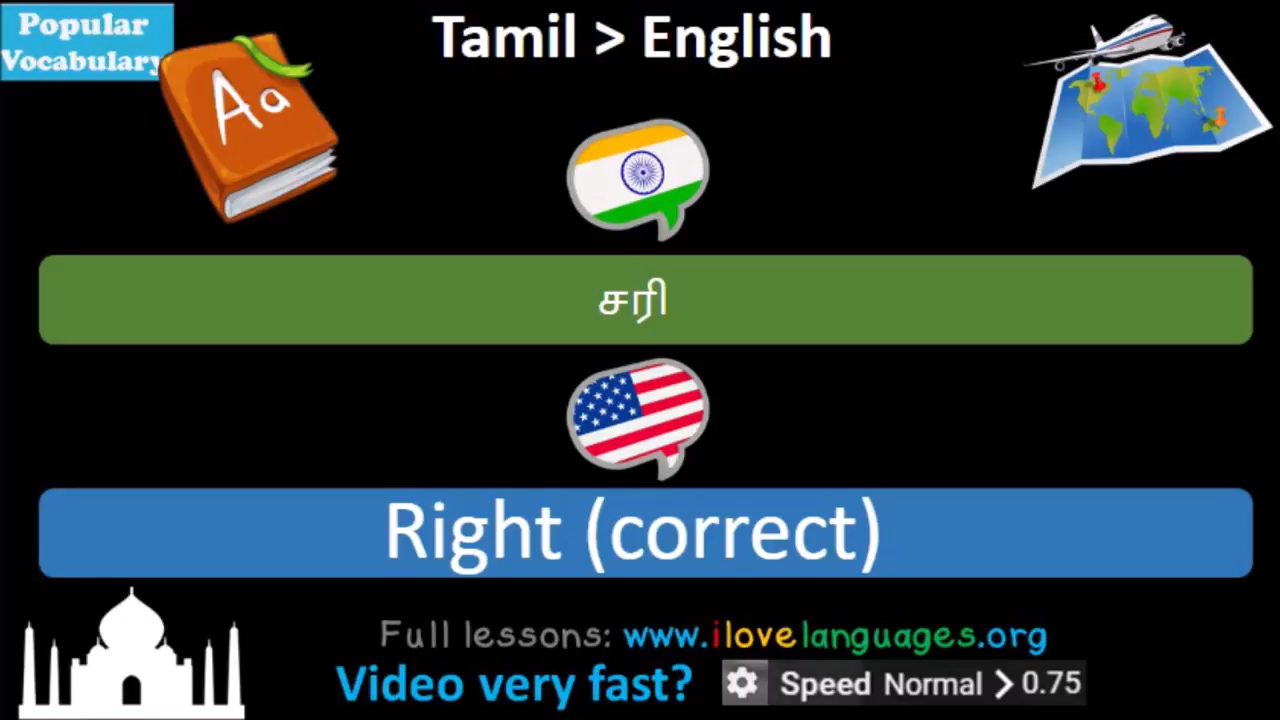 Popular
Vocabulary
Aa
Tamil > English
சரி
Right (correct)
Full lessons: www.ilovelanguages.org
Video very fast? Speed Normal > 0.75